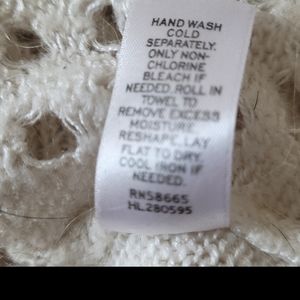 HAND WASH
COLD
SEPARATELY.
ONLY NON-
CHLORINE
BLEACH IF
NEEDED. ROLL IN
TOWEL TO
REMOVE EXCESS
MOISTURE.
RESHAPE, LAY
FLAT TO DRY.
COOL IRON IF
NEEDED.
RN58665
HL280595